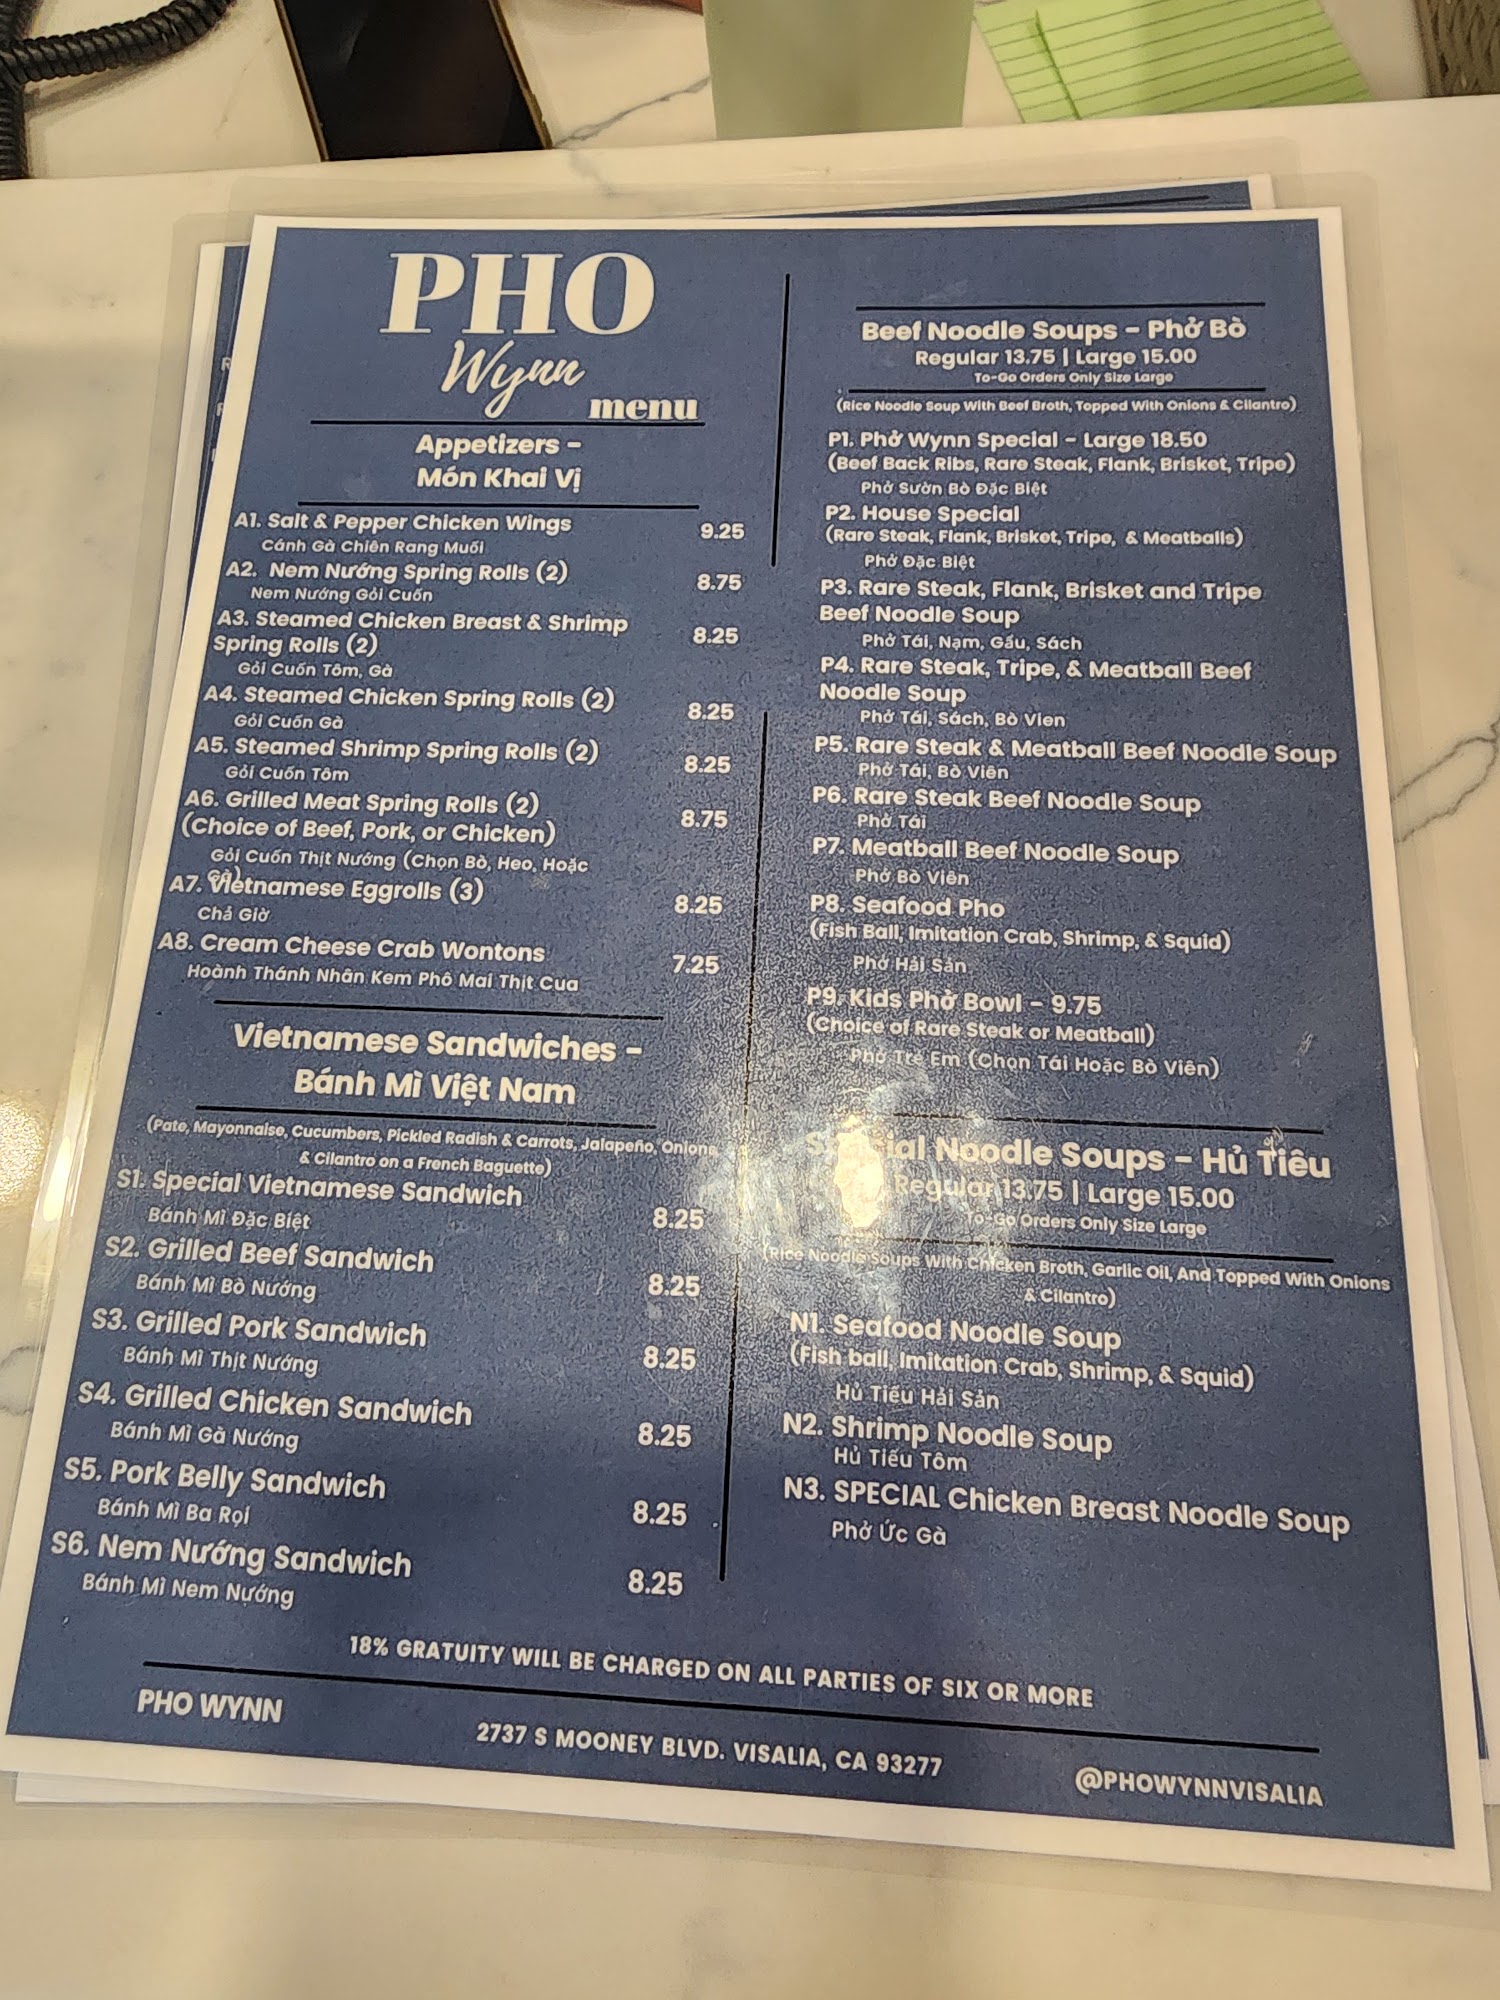 PHO
Wynn
menu
Appetizers -
Món Khai Vị
A1. Salt & Pepper Chicken Wings 9.25
Cánh Gà Chiên Rang Muối
A2. Nem Nướng Spring Rolls (2) 8.75
Nem Nướng Gỏi Cuốn
A3. Steamed Chicken Breast & Shrimp
Spring Rolls (2) 8.25
Gỏi Cuốn Tôm, Gà
A4. Steamed Chicken Spring Rolls (2) 8.25
Gỏi Cuốn Gà
A5. Steamed Shrimp Spring Rolls (2) 8.25
Gỏi Cuốn Tôm
A6. Grilled Meat Spring Rolls (2) 8.75
(Choice of Beef, Pork, or Chicken)
Gỏi Cuốn Thịt Nướng (Chọn Bò, Heo, Hoặc
Gà)
A7. Vietnamese Eggrolls (3) 8.25
Chả Giờ
A8. Cream Cheese Crab Wontons 7.25
Hoành Thánh Nhân Kem Phô Mai Thịt Cua
Vietnamese Sandwiches -
Bánh Mì Việt Nam
(Pate, Mayonnaise, Cucumbers, Pickled Radish & Carrots, Jalapeño, Onions
& Cilantro on a French Baguette)
S1. Special Vietnamese Sandwich 8.25
Bánh Mì Đặc Biệt
S2. Grilled Beef Sandwich 8.25
Bánh Mì Bò Nướng
S3. Grilled Pork Sandwich 8.25
Bánh Mì Thịt Nướng
S4. Grilled Chicken Sandwich 8.25
Bánh Mì Gà Nướng
S5. Pork Belly Sandwich 8.25
Bánh Mì Ba Rọi
S6. Nem Nướng Sandwich 8.25
Bánh Mì Nem Nướng
Beef Noodle Soups - Phở Bò
Regular 13.75 | Large 15.00
To-Go Orders Only Size Large
(Rice Noodle Soup With Beef Broth, Topped With Onions & Cilantro)
P1. Phở Wynn Special - Large 18.50
(Beef Back Ribs, Rare Steak, Flank, Brisket, Tripe)
Phở Sườn Bò Đặc Biệt
P2. House Special
(Rare Steak, Flank, Brisket, Tripe, & Meatballs)
Phở Đặc Biệt
P3. Rare Steak, Flank, Brisket and Tripe
Beef Noodle Soup
Phở Tái, Nạm, Gấu, Sách
P4. Rare Steak, Tripe, & Meatball Beef
Noodle Soup
Phở Tái, Sách, Bò Vien
P5. Rare Steak & Meatball Beef Noodle Soup
Phở Tái, Bò Viên
P6. Rare Steak Beef Noodle Soup
Phở Tái
P7. Meatball Beef Noodle Soup
Phở Bò Viên
P8. Seafood Pho
(Fish Ball, Imitation Crab, Shrimp, & Squid)
Phở Hải Sản
P9. Kids Phở Bowl - 9.75
(Choice of Rare Steak or Meatball)
Phở Trẻ Em (Chọn Tái Hoặc Bò Viên)
Special Noodle Soups - Hủ Tiêu
Regular 13.75 | Large 15.00
To-Go Orders Only Size Large
(Rice Noodle Soups With Chicken Broth, Garlic Oil, And Topped With Onions
& Cilantro)
N1. Seafood Noodle Soup
(Fish ball, Imitation Crab, Shrimp, & Squid)
Hủ Tiếu Hải Sản
N2. Shrimp Noodle Soup
Hủ Tiếu Tôm
N3. SPECIAL Chicken Breast Noodle Soup
Phở Ức Gà
18% GRATUITY WILL BE CHARGED ON ALL PARTIES OF SIX OR MORE
PHO WYNN
2737 S MOONEY BLVD. VISALIA, CA 93277
@PHOWYNNVISALIA